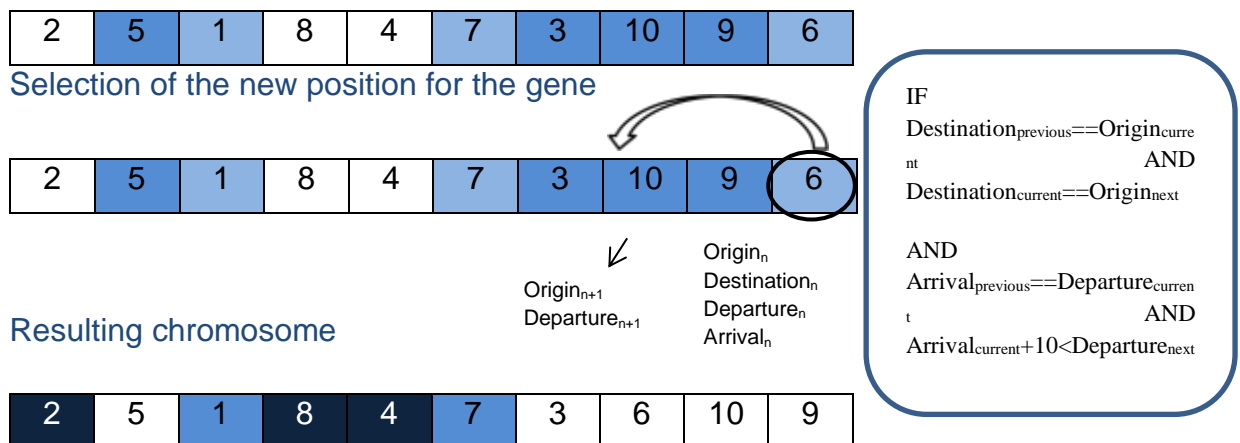 2 5 1 8 4 7 3 10 9 6
Selection of the new position for the gene
2 5 1 8 4 7 3 10 9 6
Originn+1
Departuren+1
Originn
Destinationn
Departuren
Arrivaln
Resulting chromosome
2 5 1 8 4 7 3 6 10 9
IF
Destinationprevious==Origincurre
nt AND
Destinationcurrent==Originnext
AND
Arrivalprevious==Departurecurren
t AND
Arrivalcurrent+10<Departurenext